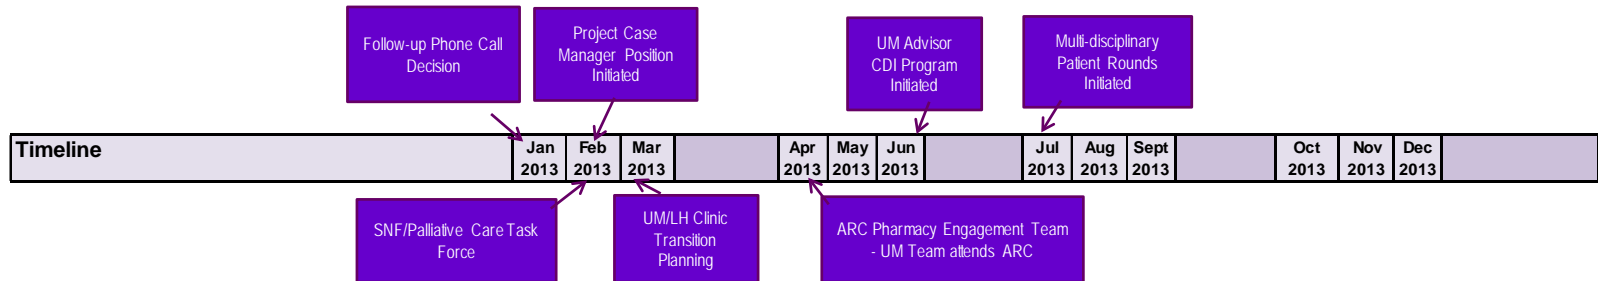 Follow-up Phone Call
Decision
Project Case
Manager Position
Initiated
UM Advisor
CDI Program
Initiated
Multi-disciplinary
Patient Rounds
Initiated
Timeline
Jan
2013
Feb
2013
Mar
2013
Apr
2013
May
2013
Jun
2013
Jul
2013
Aug
2013
Sept
2013
Oct
2013
Nov
2013
Dec
2013
SNF/Palliative Care Task
Force
UM/LH Clinic
Transition
Planning
ARC Pharmacy Engagement Team
- UM Team attends ARC